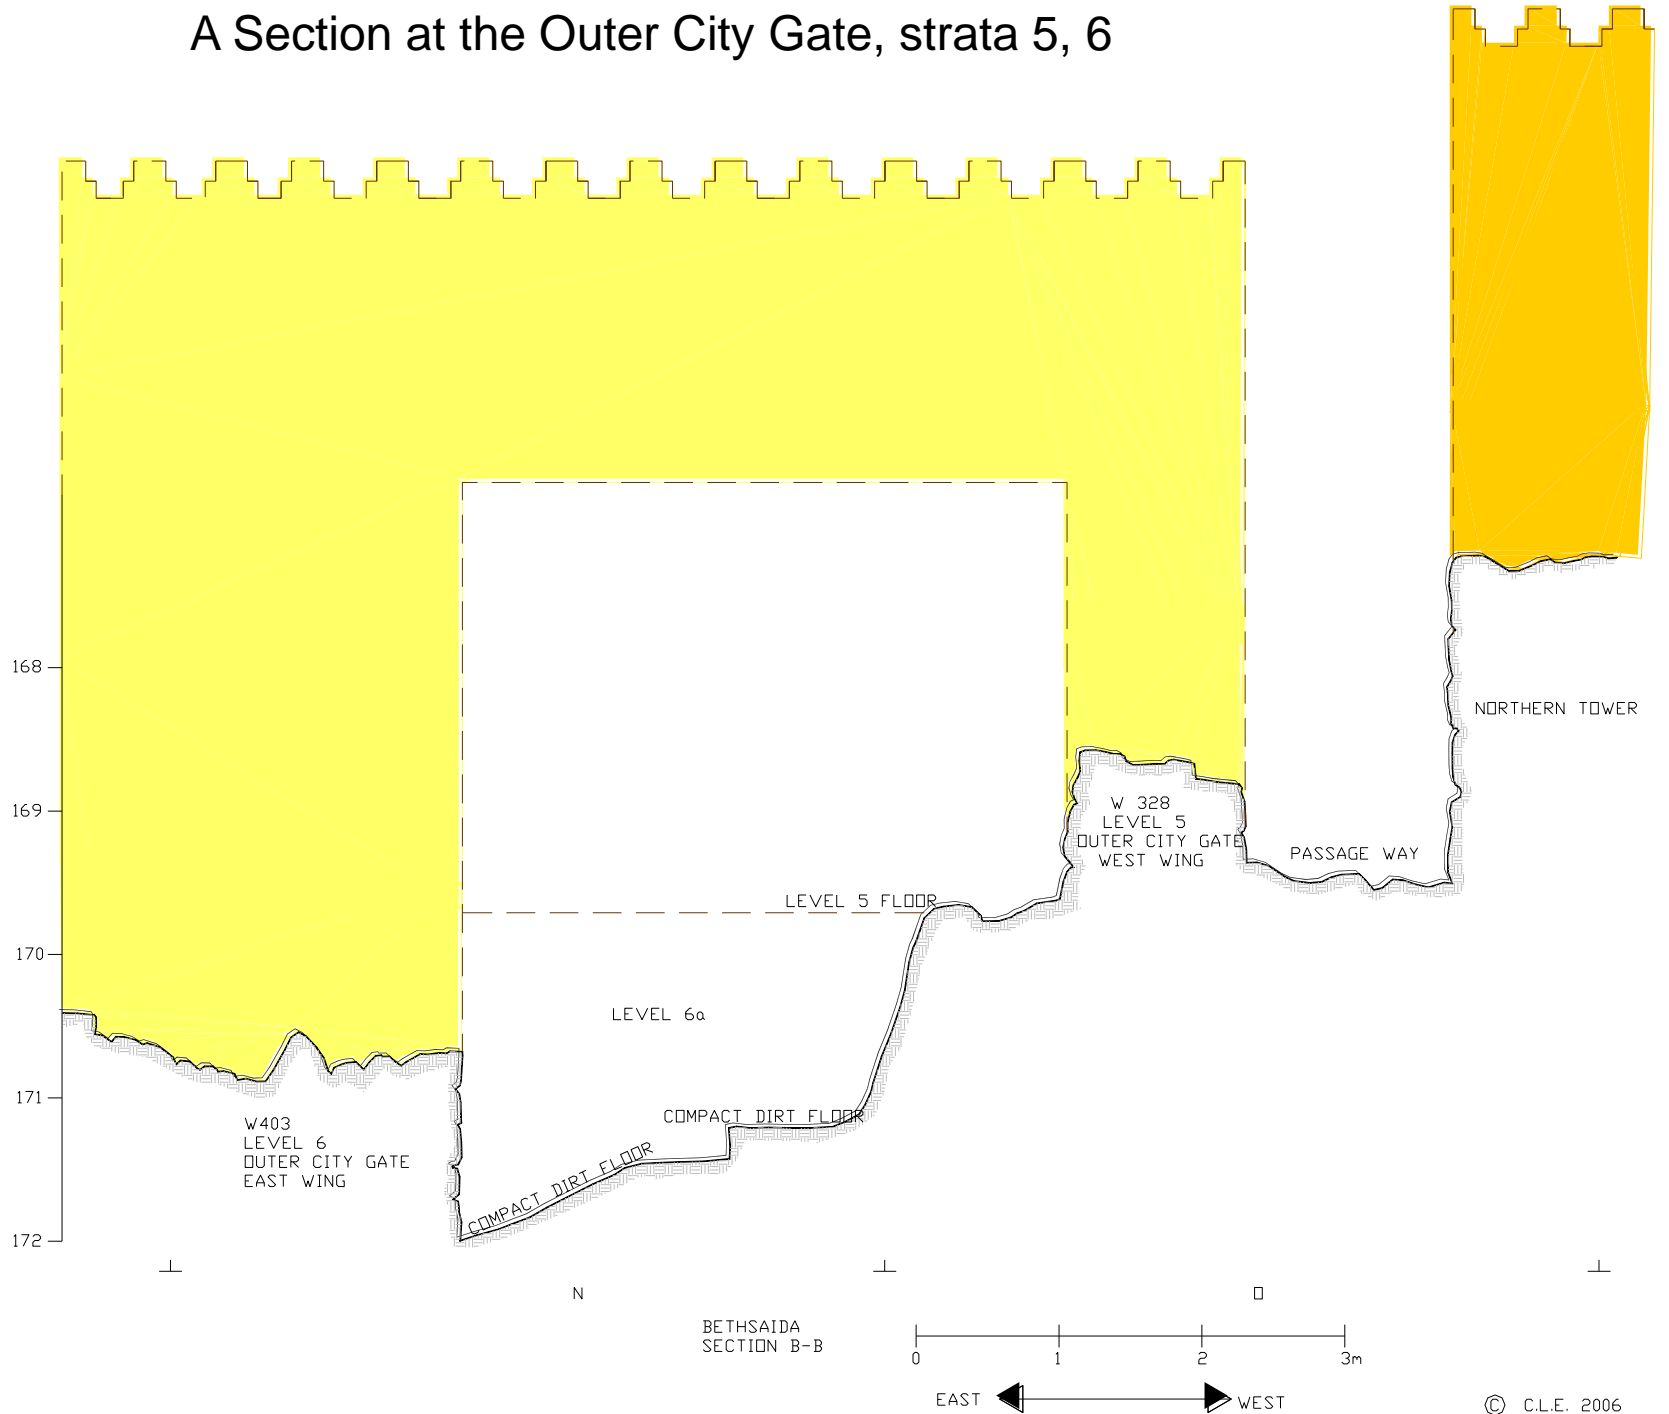 A Section at the Outer City Gate, strata 5, 6
168
NORTHERN TOWER
169
W 328
LEVEL 5
OUTER CITY GATE
WEST WING
PASSAGE WAY
LEVEL 5 FLOOR
170
LEVEL 6a
171
COMPACT DIRT FLOOR
W403
LEVEL 6
OUTER CITY GATE
EAST WING
COMPACT DIRT FLOOR
172
N
O
BETHSAIDA
SECTION B-B
0 1 2 3m
EAST WEST
© C.L.E. 2006